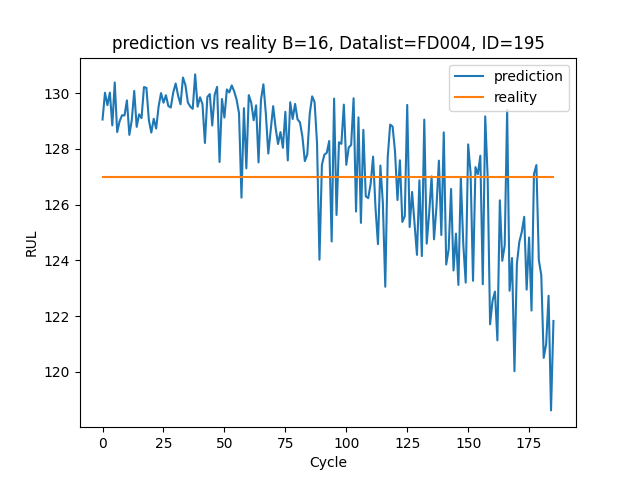 prediction vs reality B=16, Datalist=FD004, ID=195
prediction
reality
130
128
126
124
122
120
RUL
0
25
50
75
100
125
150
175
Cycle